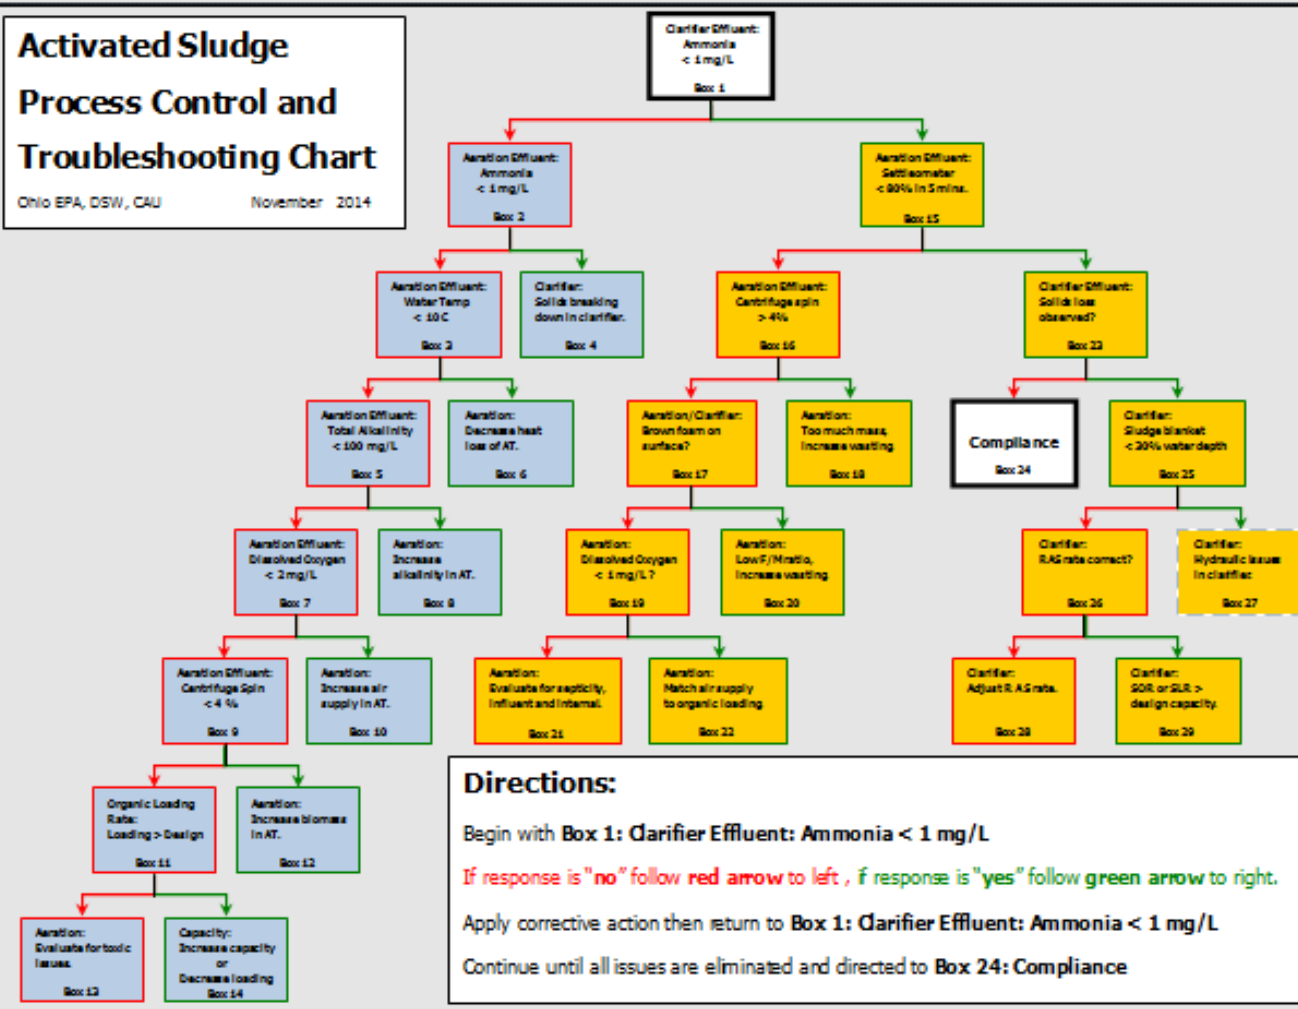 Activated Sludge
Process Control and
Troubleshooting Chart
Ohio EPA, DSW, CAU November 2014
Clarifier Effluent:
Ammonia
< 1 mg/L
Box 1
Aeration Effluent:
Ammonia
< 1 mg/L
Box 2
Aeration Effluent:
Settleometer
< 80% in 5 mins.
Box 15
Aeration Effluent:
Water Temp
< 10 C
Box 3
Clarifier:
Solids breaking
down in clarifier.
Box 4
Aeration Effluent:
Centrifuge spin
> 4%
Box 16
Clarifier Effluent:
Solids loss
observed?
Box 23
Aeration Effluent:
Total Alkalinity
< 100 mg/L
Box 5
Aeration:
Decrease heat
loss of AT.
Box 6
Aeration/Clarifier:
Brown foam on
surface?
Box 17
Aeration:
Too much mass,
Increase wasting
Box 18
Compliance
Box 24
Clarifier:
Sludge blanket
< 30% water depth
Box 25
Aeration Effluent:
Dissolved Oxygen
< 2 mg/L
Box 7
Aeration:
Increase
alkalinity in AT.
Box 8
Aeration:
Dissolved Oxygen
< 1 mg/L ?
Box 19
Aeration:
Low F/M ratio,
Increase wasting
Box 20
Clarifier:
RAS rate correct?
Box 26
Clarifier:
Hydraulic issues
in clarifier.
Box 27
Aeration Effluent:
Centrifuge Spin
< 4 %
Box 9
Aeration:
Increase air
supply in AT.
Box 10
Aeration:
Evaluate for septicity,
Influent and Internal.
Box 21
Aeration:
Match air supply
to organic loading
Box 22
Clarifier:
Adjust R AS rate.
Box 28
Clarifier:
SOR or SLR >
design capacity.
Box 29
Organic Loading
Rate:
Loading > Design
Box 11
Aeration:
Increase biomass
in AT.
Box 12
Aeration:
Evaluate for toxic
issues.
Box 13
Capacity:
Increase capacity
or
Decrease loading
Box 14
Directions:
Begin with Box 1: Clarifier Effluent: Ammonia < 1 mg/L
If response is "no" follow red arrow to left , if response is "yes" follow green arrow to right.
Apply corrective action then return to Box 1: Clarifier Effluent: Ammonia < 1 mg/L
Continue until all issues are eliminated and directed to Box 24: Compliance